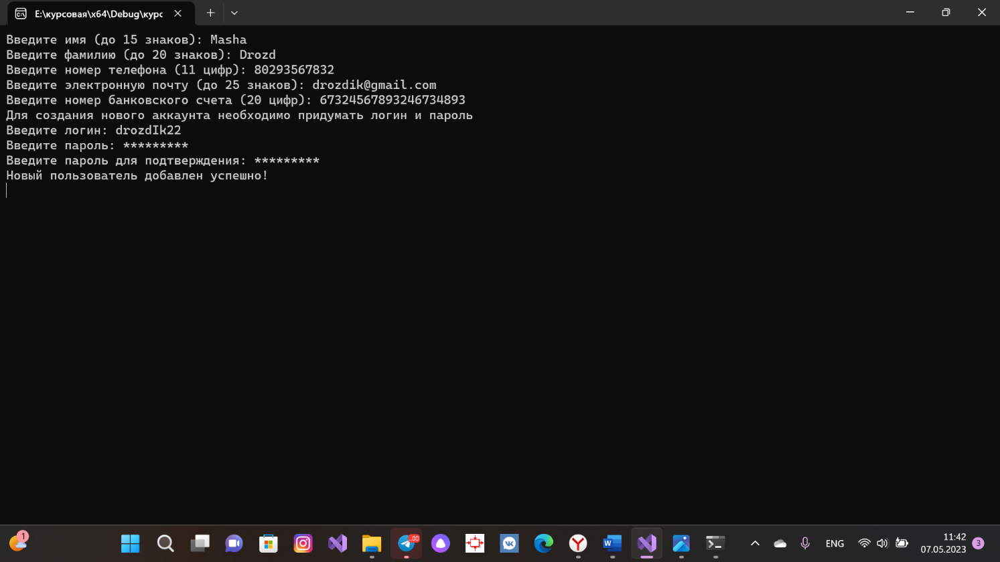 E:\курсовая\x64\Debug\курс
Введите имя (до 15 знаков): Masha
Введите фамилию (до 20 знаков): Drozd
Введите номер телефона (11 цифр): 80293567832
Введите электронную почту (до 25 знаков): drozdik@gmail.com
Введите номер банковского счета (20 цифр): 67324567893246734893
Для создания нового аккаунта необходимо придумать логин и пароль
Введите логин: drozdIk22
Введите пароль: *********
Введите пароль для подтверждения: *********
Новый пользователь добавлен успешно!
1
.00
ENG
11:42
07.05.2023
3